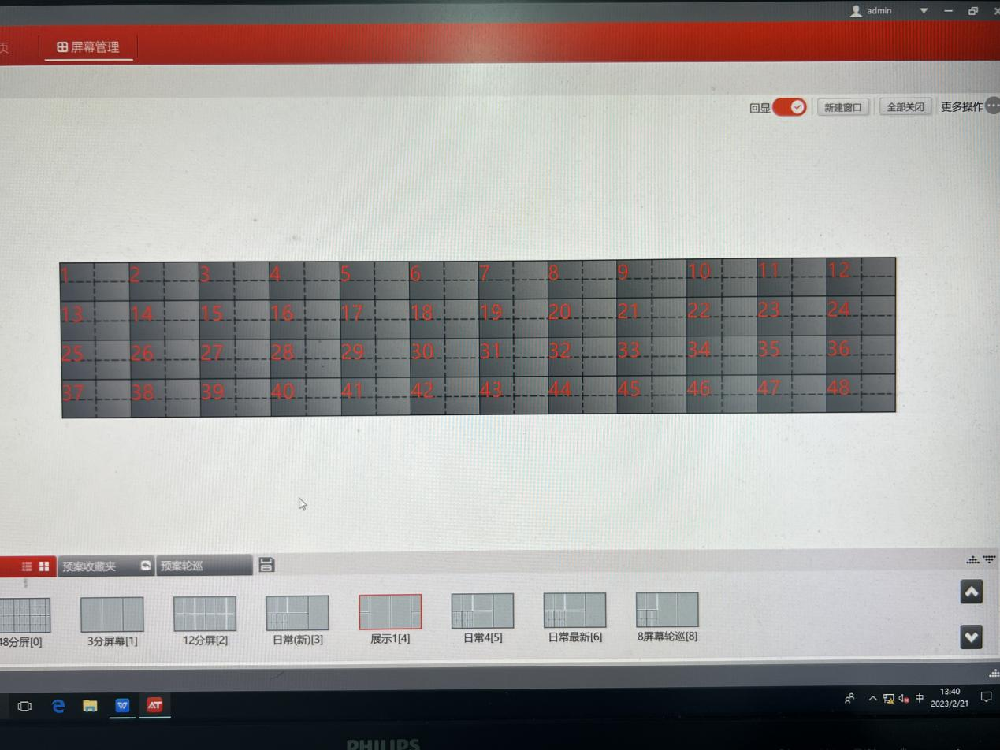 admin
页
屏幕管理
回显
新建窗口
全部关闭
更多操作
1 2 3 4 5 6 7 8 9 10 11 12
13 14 15 16 17 18 19 20 21 22 23 24
25 26 27 28 29 30 31 32 33 34 35 36
37 38 39 40 41 42 43 44 45 46 47 48
预案收藏夹
预案轮巡
48分屏[0]
3分屏幕[1]
12分屏[2]
日常(新)[3]
展示1[4]
日常4[5]
日常最新[6]
8屏幕轮巡[8]
W
AT
中
13:40
2023/2/21
PHILIPS